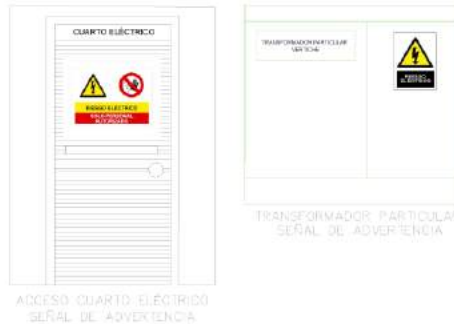 CUARTO ELÉCTRICO
RIESGO ELÉCTRICO
SOLO PERSONAL
AUTORIZADO
ACCESO CUARTO ELÉCTRICO
SEÑAL DE ADVERTENCIA
TRANSFORMADOR PARTICULAR
RIESGO
ELÉCTRICO
TRANSFORMADOR PARTICULAR
SEÑAL DE ADVERTENCIA